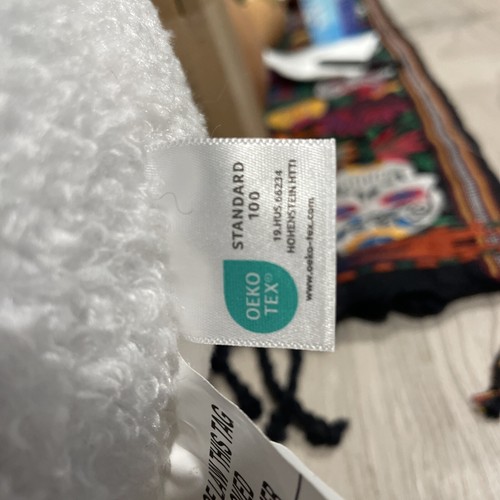 STANDARD
100
19.HUS.66234
HOHENSTEIN HTTI
OEKO
TEX®
www.oeko-tex.com
THIS TAG